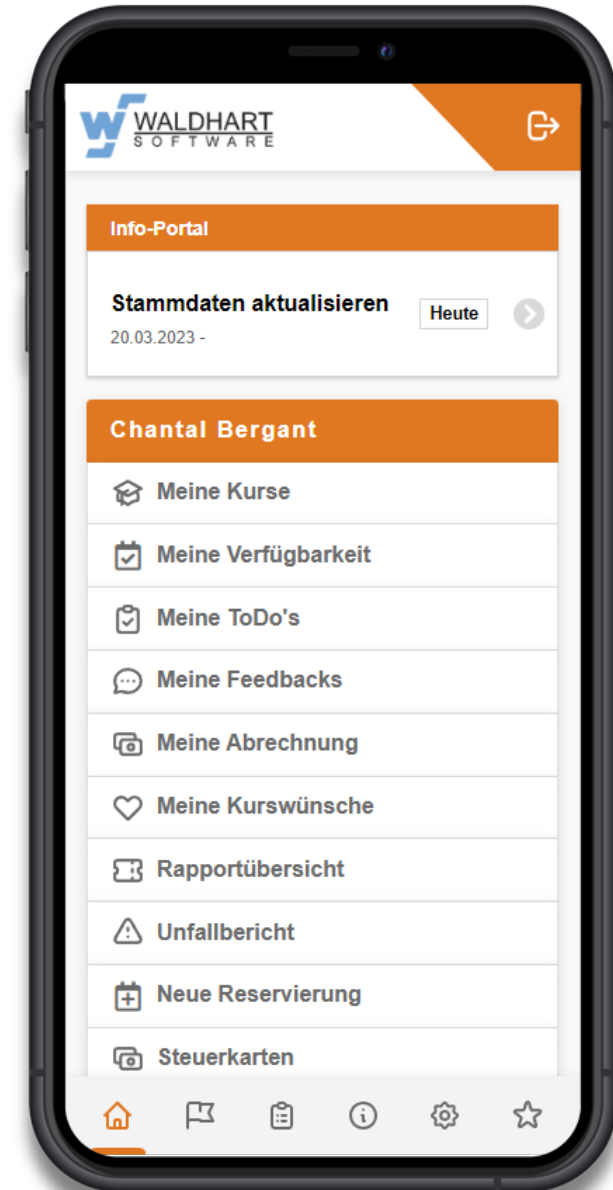 WALDHART
SOFTWARE
Info-Portal
Stammdaten aktualisieren
Heute
20.03.2023 -
Chantal Bergant
Meine Kurse
Meine Verfügbarkeit
Meine ToDo's
Meine Feedbacks
Meine Abrechnung
Meine Kurswünsche
Rapportübersicht
Unfallbericht
Neue Reservierung
Steuerkarten